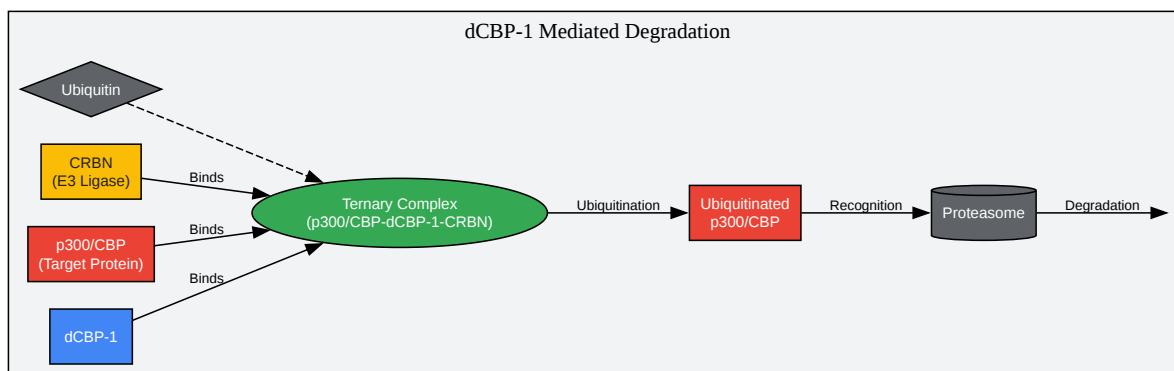 dCBP-1 Mediated Degradation
Ubiquitin
CRBN
(E3 Ligase)
Binds
p300/CBP
(Target Protein)
Binds
dCBP-1
Binds
Ternary Complex
(p300/CBP-dCBP-1-CRBN)
Ubiquitination
Ubiquitinated
p300/CBP
Recognition
Proteasome
Degradation